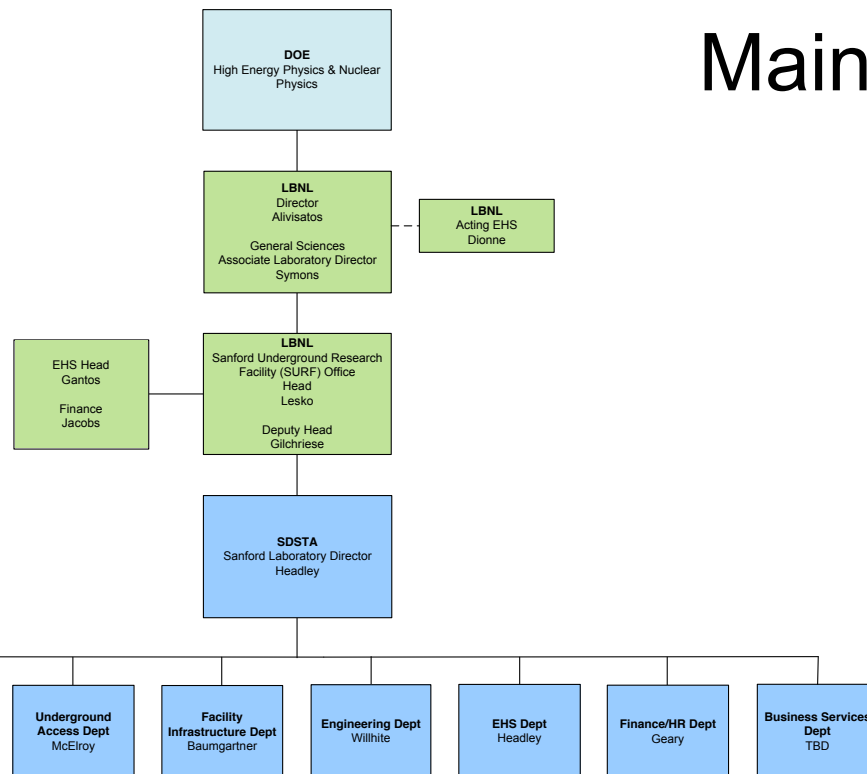 Main
DOE
High Energy Physics & Nuclear
Physics
LBNL
Director
Alivisatos
General Sciences
Associate Laboratory Director
Symons
LBNL
Acting EHS
Dionne
EHS Head
Gantos
Finance
Jacobs
LBNL
Sanford Underground Research
Facility (SURF) Office
Head
Lesko
Deputy Head
Gilchriese
SDSTA
Sanford Laboratory Director
Headley
Underground
Access Dept
McElroy
Facility
Infrastructure Dept
Baumgartner
Engineering Dept
Willhite
EHS Dept
Headley
Finance/HR Dept
Geary
Business Services
Dept
TBD